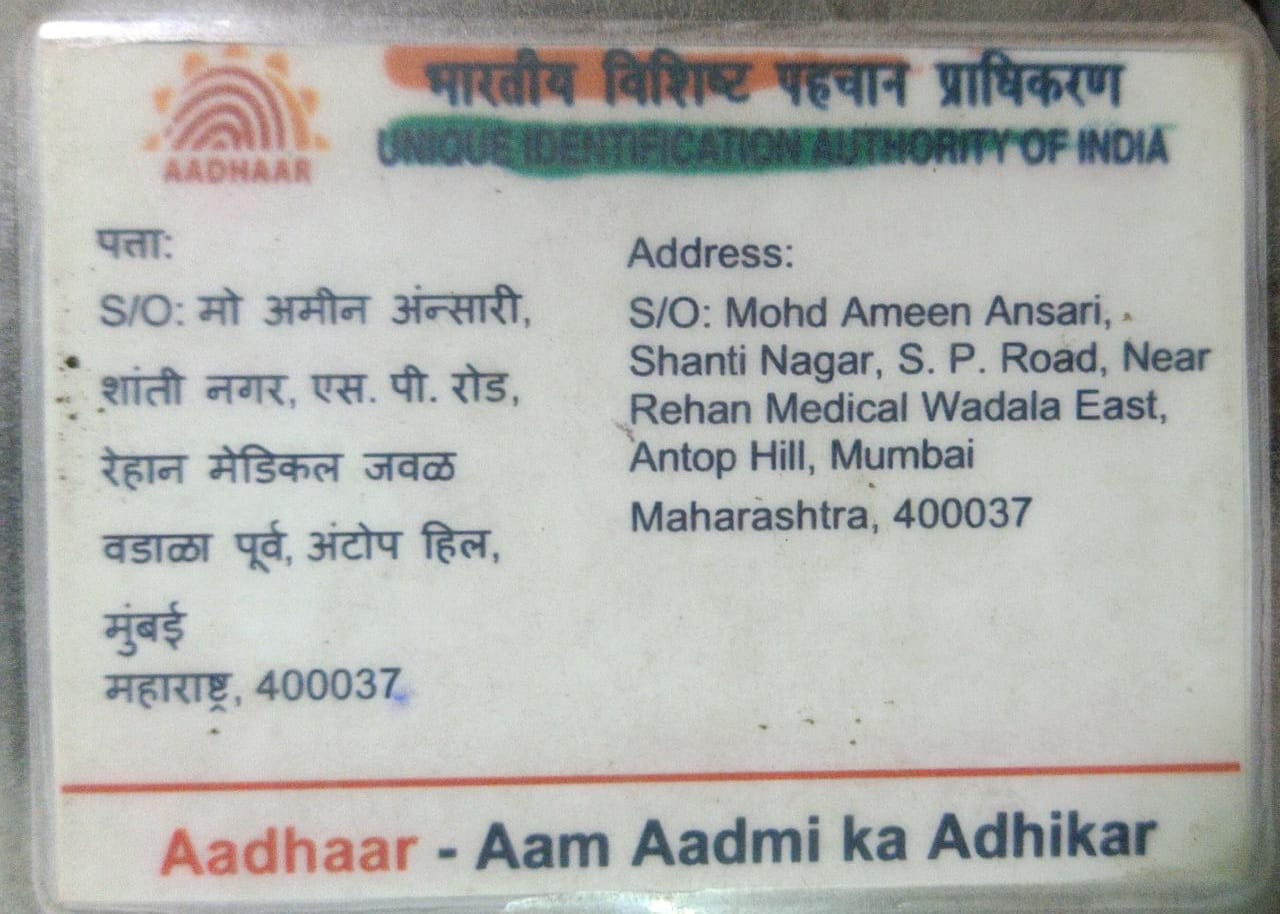 भारतीय विशिष्ट पहचान प्राधिकरण
UNIQUE IDENTIFICATION AUTHORITY OF INDIA
AADHAAR
पत्ता:
S/O: मो अमीन अंन्सारी,
शांती नगर, एस. पी. रोड,
रेहान मेडिकल जवळ
वडाळा पूर्व, अंटोप हिल,
मुंबई
महाराष्ट्र, 400037
Address:
S/O: Mohd Ameen Ansari,
Shanti Nagar, S. P. Road, Near
Rehan Medical Wadala East,
Antop Hill, Mumbai
Maharashtra, 400037
Aadhaar - Aam Aadmi ka Adhikar